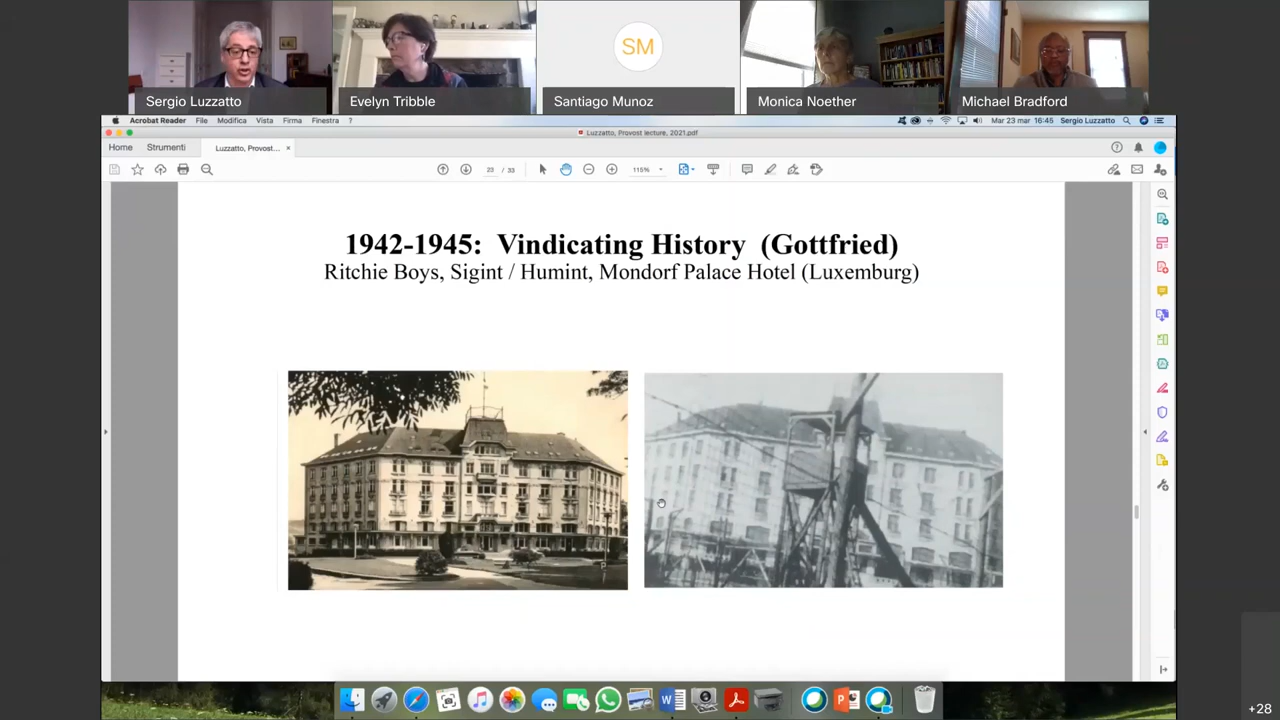 SM
Sergio Luzzatto
Evelyn Tribble
Santiago Munoz
Monica Noether
Michael Bradford
Acrobat Reader File Modifica Vista Firma Finestra ? Mar 23 mar 16:45 Sergio Luzzatto
Luzzatto, Provost lecture, 2021.pdf
Home Strumenti Luzzatto, Provost... ×
23 / 33 115%
1942-1945: Vindicating History (Gottfried)
Ritchie Boys, Sigint / Humint, Mondorf Palace Hotel (Luxemburg)
+28